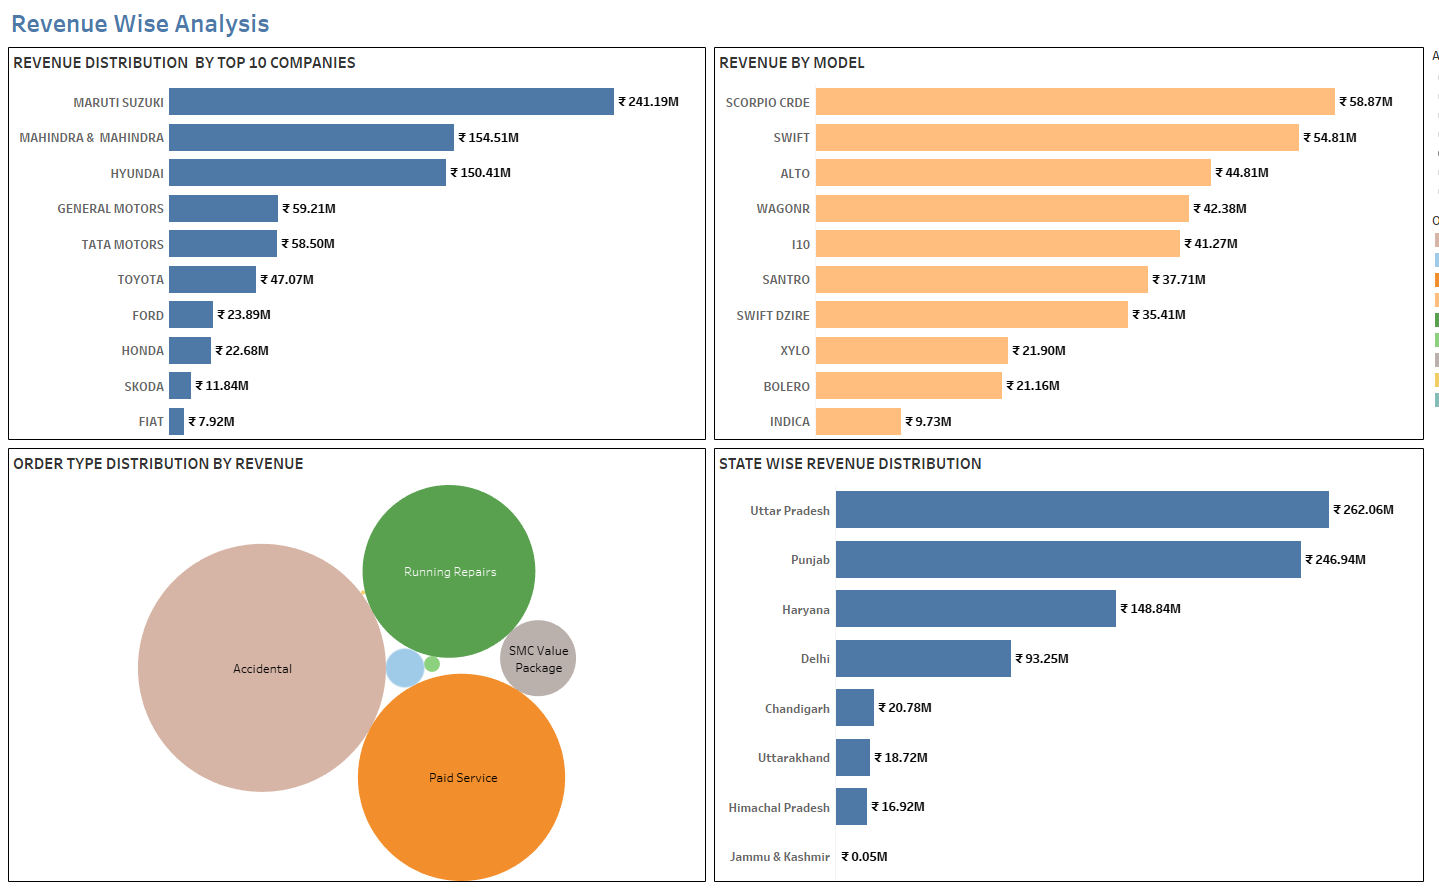 Revenue Wise Analysis
REVENUE DISTRIBUTION BY TOP 10 COMPANIES
MARUTI SUZUKI ₹ 241.19M
MAHINDRA & MAHINDRA ₹ 154.51M
HYUNDAI ₹ 150.41M
GENERAL MOTORS ₹ 59.21M
TATA MOTORS ₹ 58.50M
TOYOTA ₹ 47.07M
FORD ₹ 23.89M
HONDA ₹ 22.68M
SKODA ₹ 11.84M
FIAT ₹ 7.92M
REVENUE BY MODEL
SCORPIO CRDE ₹ 58.87M
SWIFT ₹ 54.81M
ALTO ₹ 44.81M
WAGONR ₹ 42.38M
I10 ₹ 41.27M
SANTRO ₹ 37.71M
SWIFT DZIRE ₹ 35.41M
XYLO ₹ 21.90M
BOLERO ₹ 21.16M
INDICA ₹ 9.73M
ORDER TYPE DISTRIBUTION BY REVENUE
Running Repairs
SMC Value
Package
Accidental
Paid Service
STATE WISE REVENUE DISTRIBUTION
Uttar Pradesh ₹ 262.06M
Punjab ₹ 246.94M
Haryana ₹ 148.84M
Delhi ₹ 93.25M
Chandigarh ₹ 20.78M
Uttarakhand ₹ 18.72M
Himachal Pradesh ₹ 16.92M
Jammu & Kashmir ₹ 0.05M